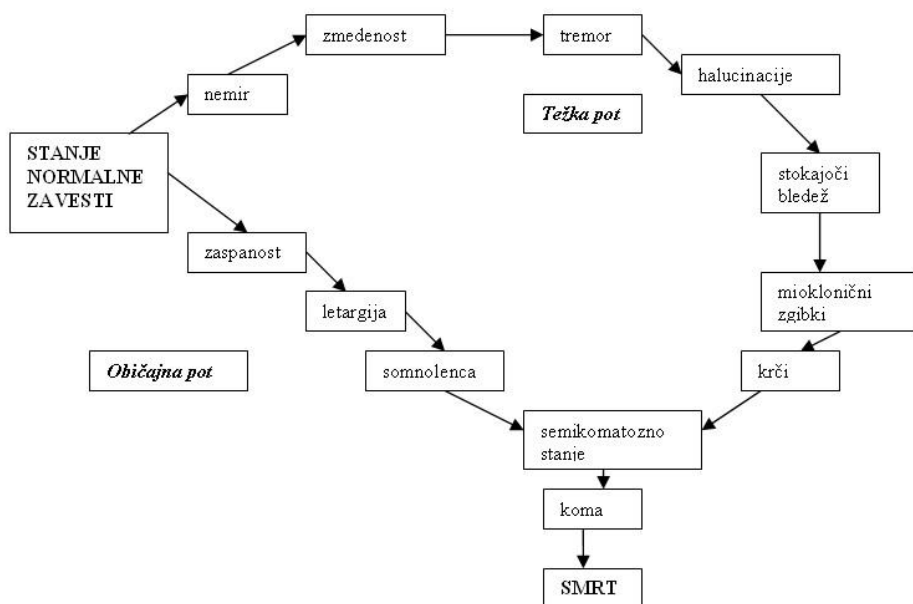 zmedenost
tremor
halucinacije
nemir
Težka pot
STANJE
NORMALNE
ZAVESTI
stokajoči
bledež
zaspanost
mioklonični
zgibki
letargija
Običajna pot
somnolenca
krči
semikomatozno
stanje
koma
SMRT